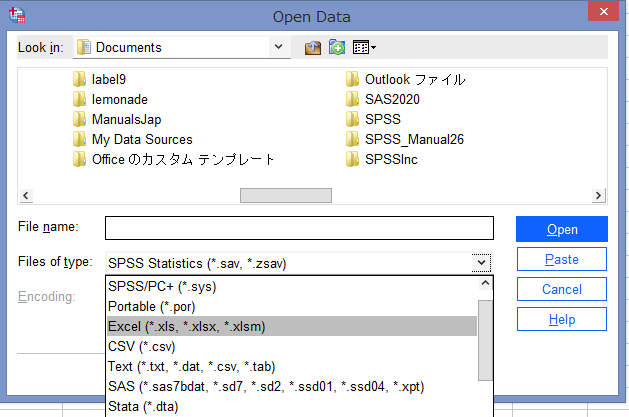 Open Data
Look in: Documents
label9
lemonade
ManualsJap
My Data Sources
Office のカスタム テンプレート
Outlook ファイル
SAS2020
SPSS
SPSS_Manual26
SPSSInc
File name:
Open
Files of type: SPSS Statistics (*.sav, *.zsav)
Paste
Encoding:
Cancel
Help
SPSS/PC+ (*.sys)
Portable (*.por)
Excel (*.xls, *.xlsx, *.xlsm)
CSV (*.csv)
Text (*.txt, *.dat, *.csv, *.tab)
SAS (*.sas7bdat, *.sd7, *.sd2, *.ssd01, *.ssd04, *.xpt)
Stata (*.dta)